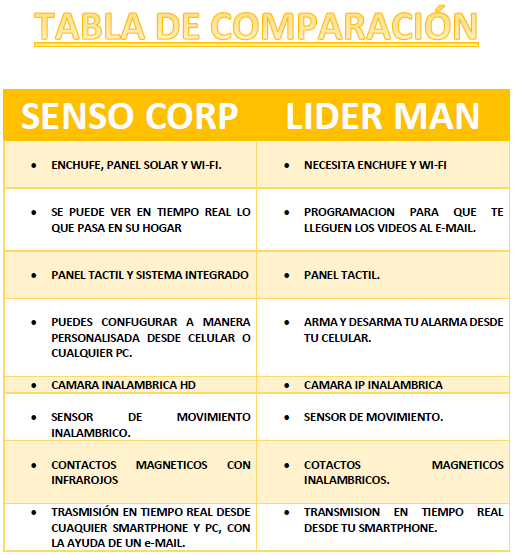 TABLA DE COMPARACIÓN
SENSO CORP
LIDER MAN
• ENCHUFE, PANEL SOLAR Y WI-FI.
• NECESITA ENCHUFE Y WI-FI
• SE PUEDE VER EN TIEMPO REAL LO
QUE PASA EN SU HOGAR
• PROGRAMACION PARA QUE TE
LLEGUEN LOS VIDEOS AL E-MAIL.
• PANEL TACTIL Y SISTEMA INTEGRADO
• PANEL TACTIL.
• PUEDES CONFUGURAR A MANERA
PERSONALISADA DESDE CELULAR O
CUALQUIER PC.
• ARMA Y DESARMA TU ALARMA DESDE
TU CELULAR.
• CAMARA INALAMBRICA HD
• CAMARA IP INALAMBRICA
• SENSOR DE MOVIMIENTO
INALAMBRICO.
• SENSOR DE MOVIMIENTO.
• CONTACTOS MAGNETICOS CON
INFRAROJOS
• COTACTOS MAGNETICOS
INALAMBRICOS.
• TRASMISIÓN EN TIEMPO REAL DESDE
CUAQUIER SMARTPHONE Y PC, CON
LA AYUDA DE UN e-MAIL.
• TRANSMISION EN TIEMPO REAL
DESDE TU SMARTPHONE.